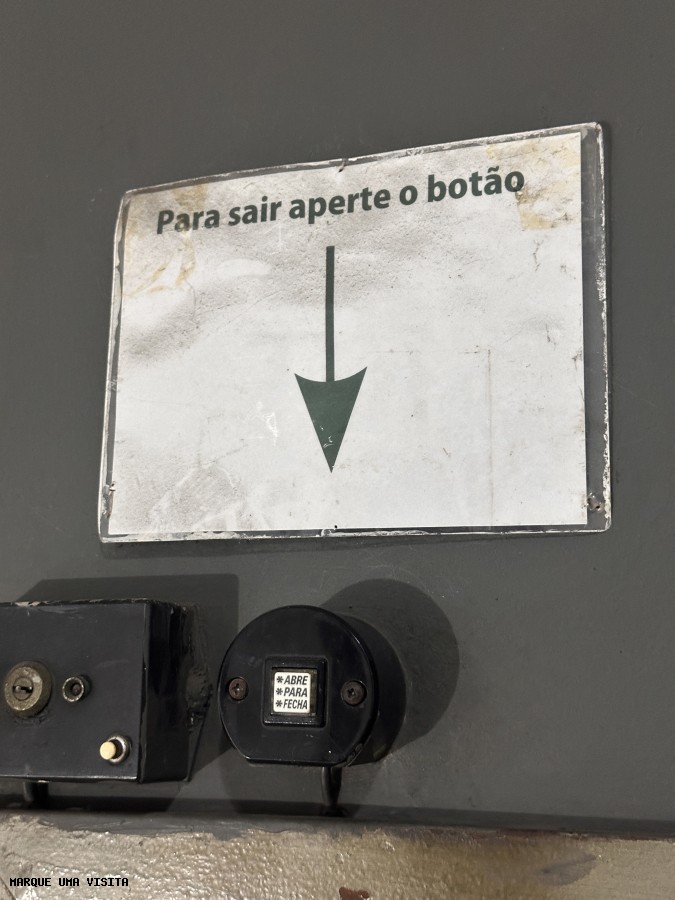 Para sair aperte o botão
*ABRE
*PARA
*FECHA
MARQUE UMA VISITA